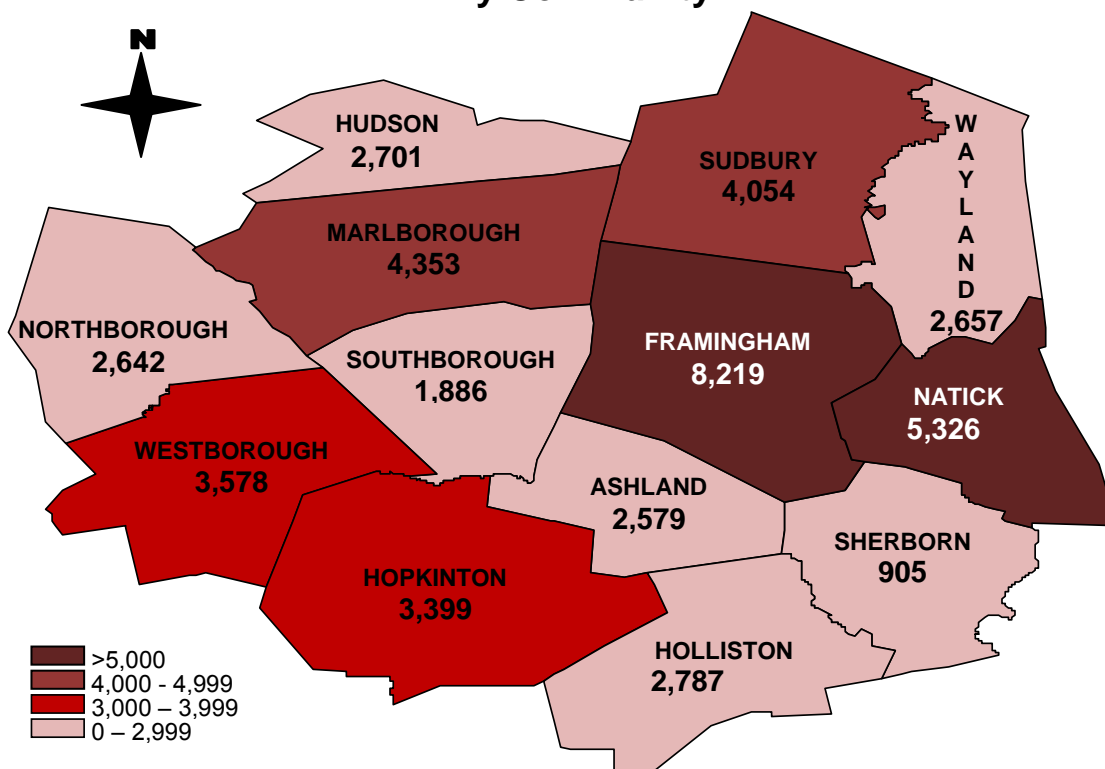 N
HUDSON
2,701
SUDBURY
4,054
WAYLAND
2,657
MARLBOROUGH
4,353
NORTHBOROUGH
2,642
SOUTHBOROUGH
1,886
FRAMINGHAM
8,219
NATICK
5,326
WESTBOROUGH
3,578
ASHLAND
2,579
SHERBORN
905
HOPKINTON
3,399
HOLLISTON
2,787
>5,000
4,000 - 4,999
3,000 – 3,999
0 – 2,999